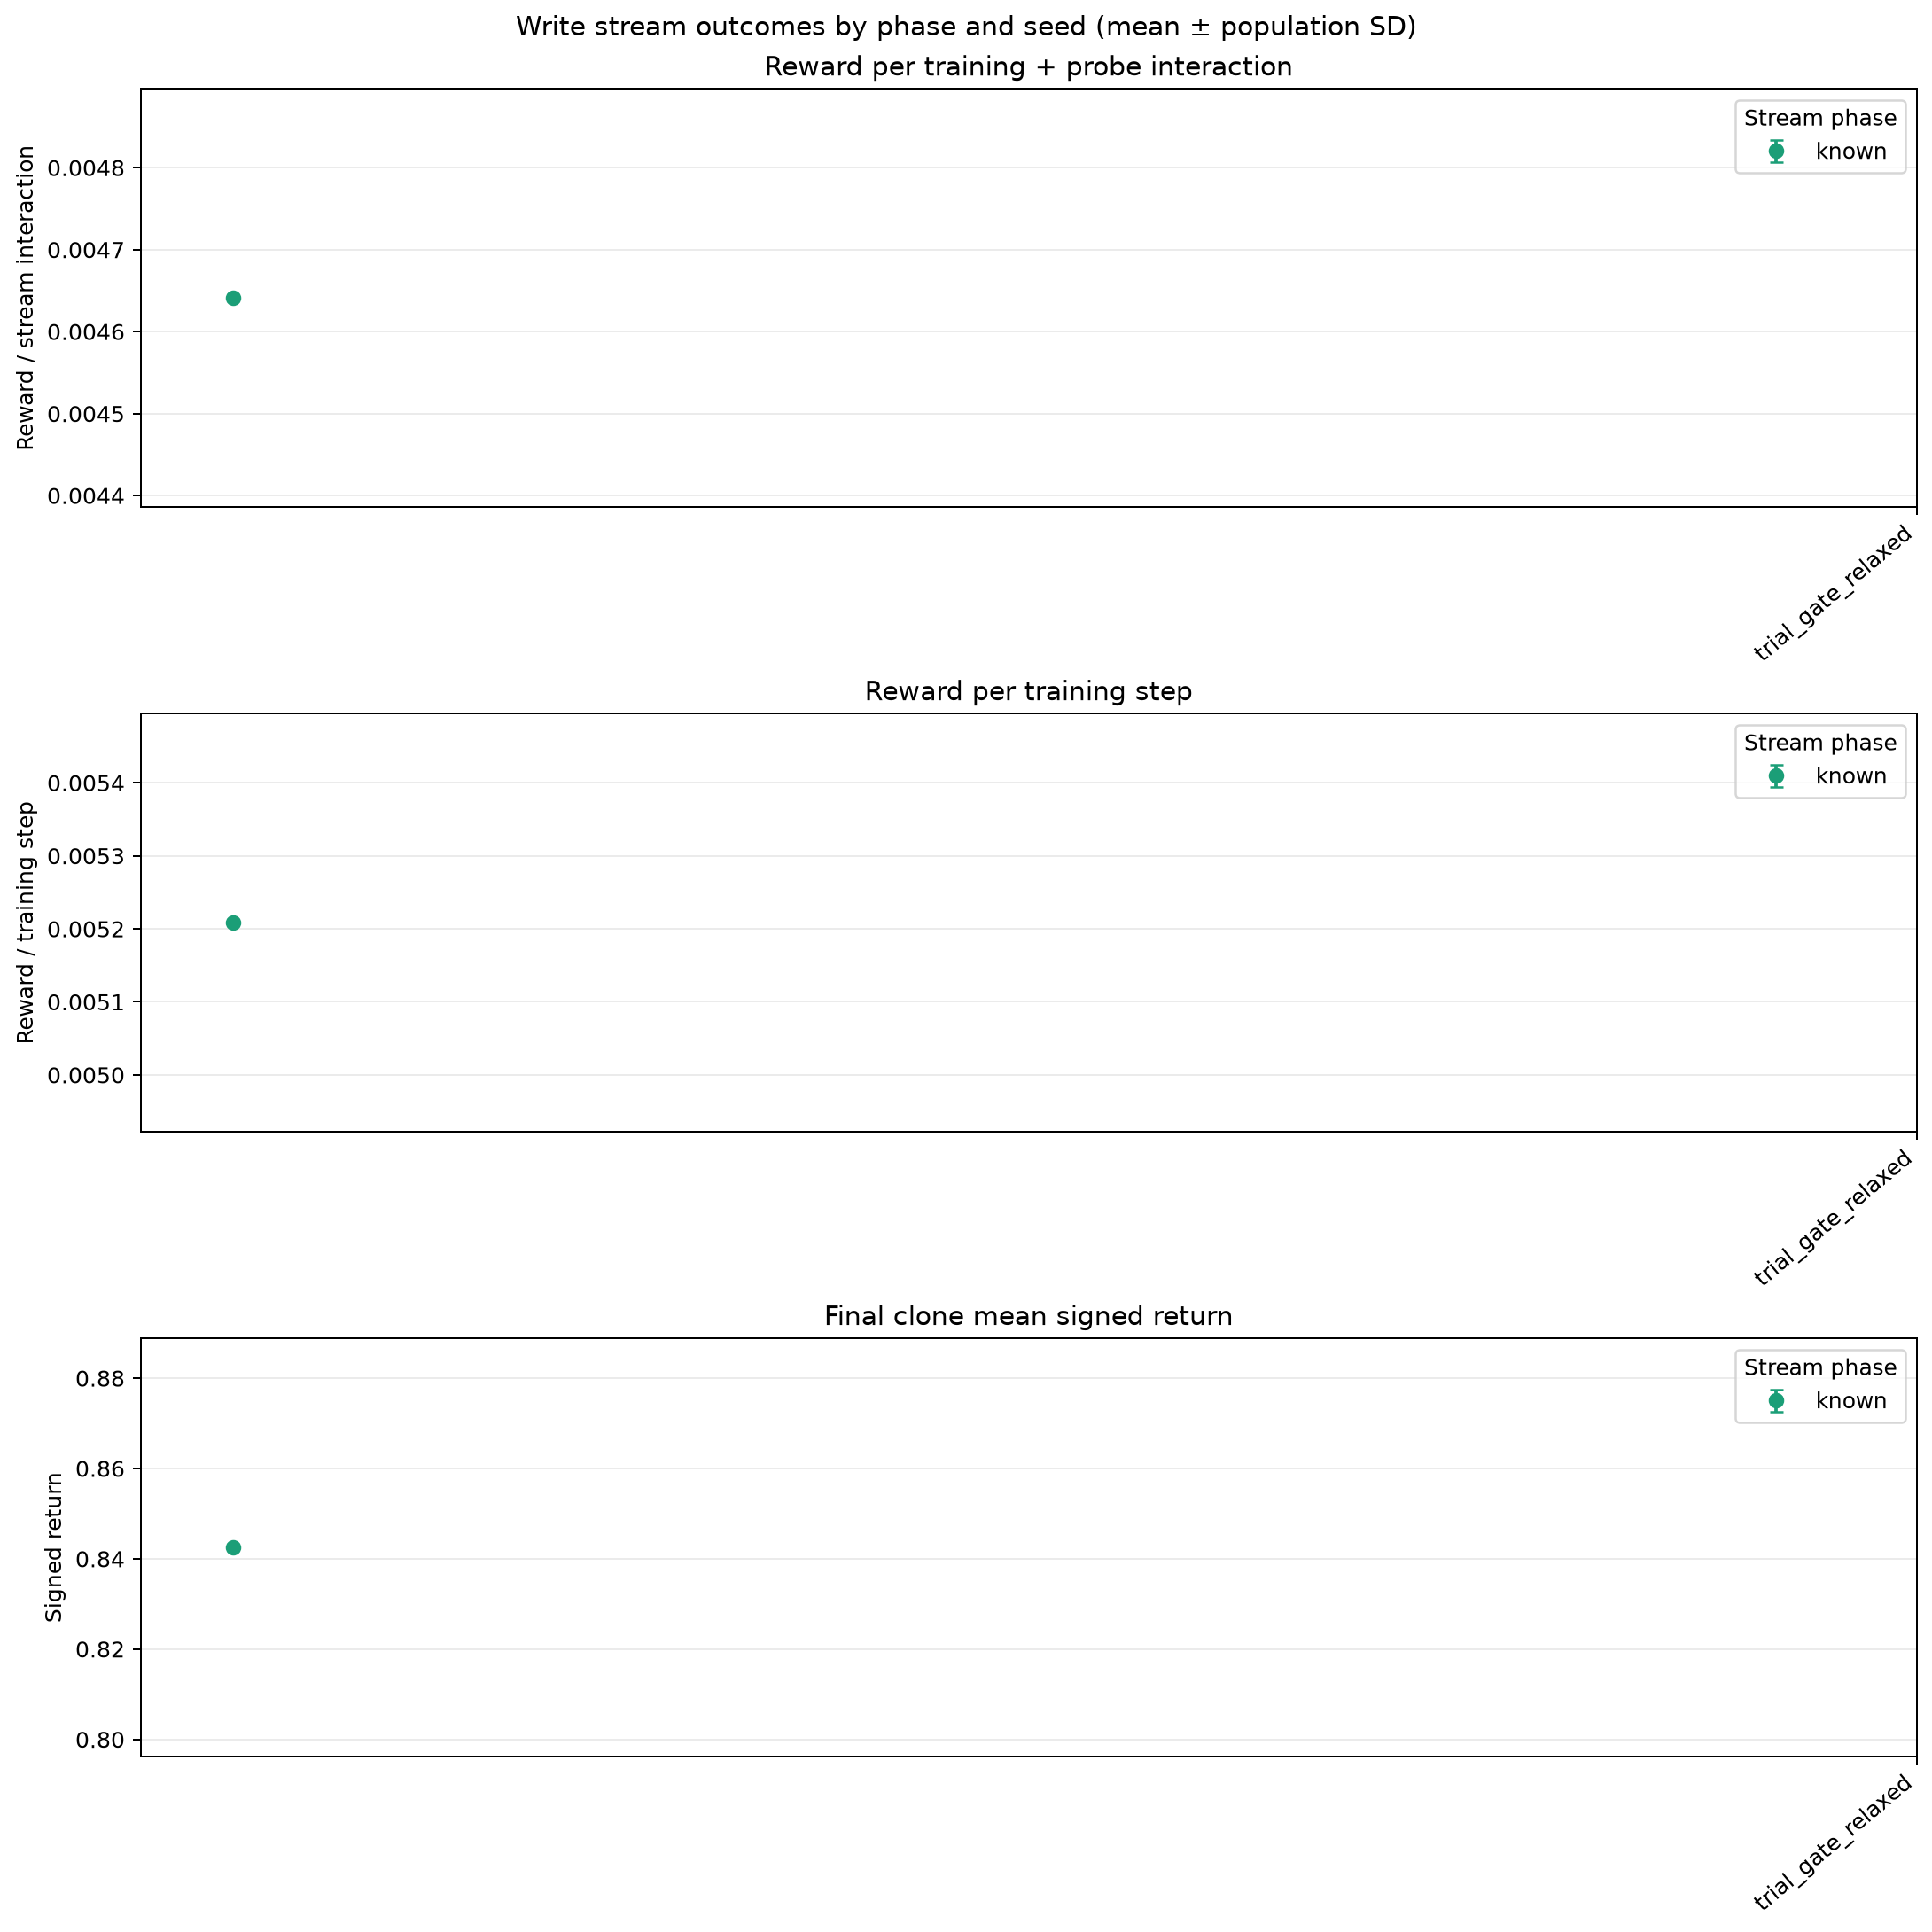 Write stream outcomes by phase and seed (mean ± population SD)
Reward per training + probe interaction
Reward / stream interaction
0.0048
0.0047
0.0046
0.0045
0.0044
Stream phase
known
trial_gate_relaxed
Reward per training step
Reward / training step
0.0054
0.0053
0.0052
0.0051
0.0050
Stream phase
known
trial_gate_relaxed
Final clone mean signed return
Signed return
0.88
0.86
0.84
0.82
0.80
Stream phase
known
trial_gate_relaxed